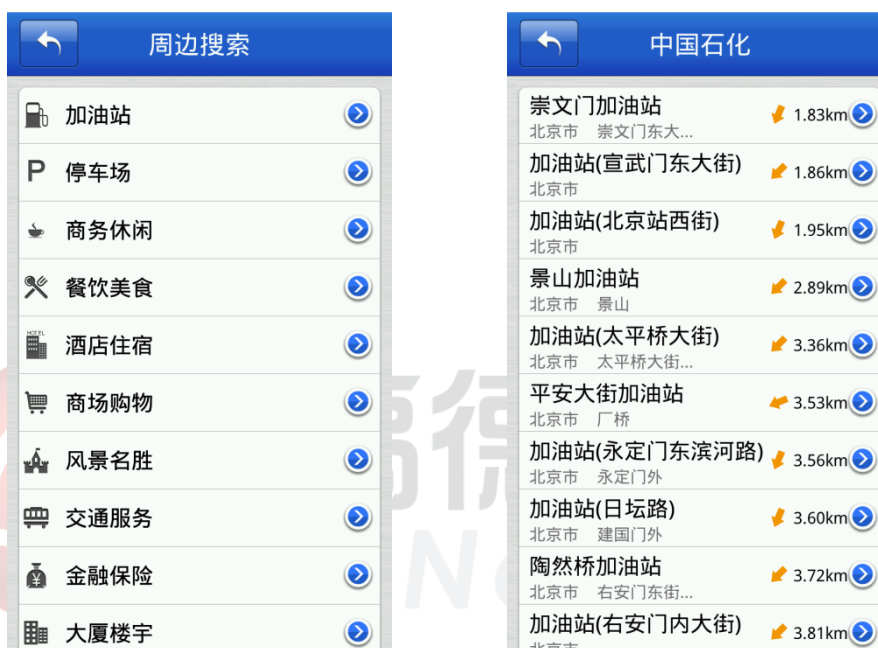 周边搜索
加油站
P 停车场
商务休闲
餐饮美食
HOTEL
酒店住宿
商场购物
风景名胜
交通服务
金融保险
大厦楼宇
中国石化
崇文门加油站
1.83km
北京市 崇文门东大...
加油站(宣武门东大街)
1.86km
北京市
加油站(北京站西街)
1.95km
北京市
景山加油站
2.89km
北京市 景山
加油站(太平桥大街)
3.36km
北京市 太平桥大街...
平安大街加油站
3.53km
北京市 厂桥
加油站(永定门东滨河路)
3.56km
北京市 永定门外
加油站(日坛路)
3.60km
北京市 建国门外
陶然桥加油站
3.72km
北京市 右安门东街...
加油站(右安门内大街)
3.81km
北京市
高德
N